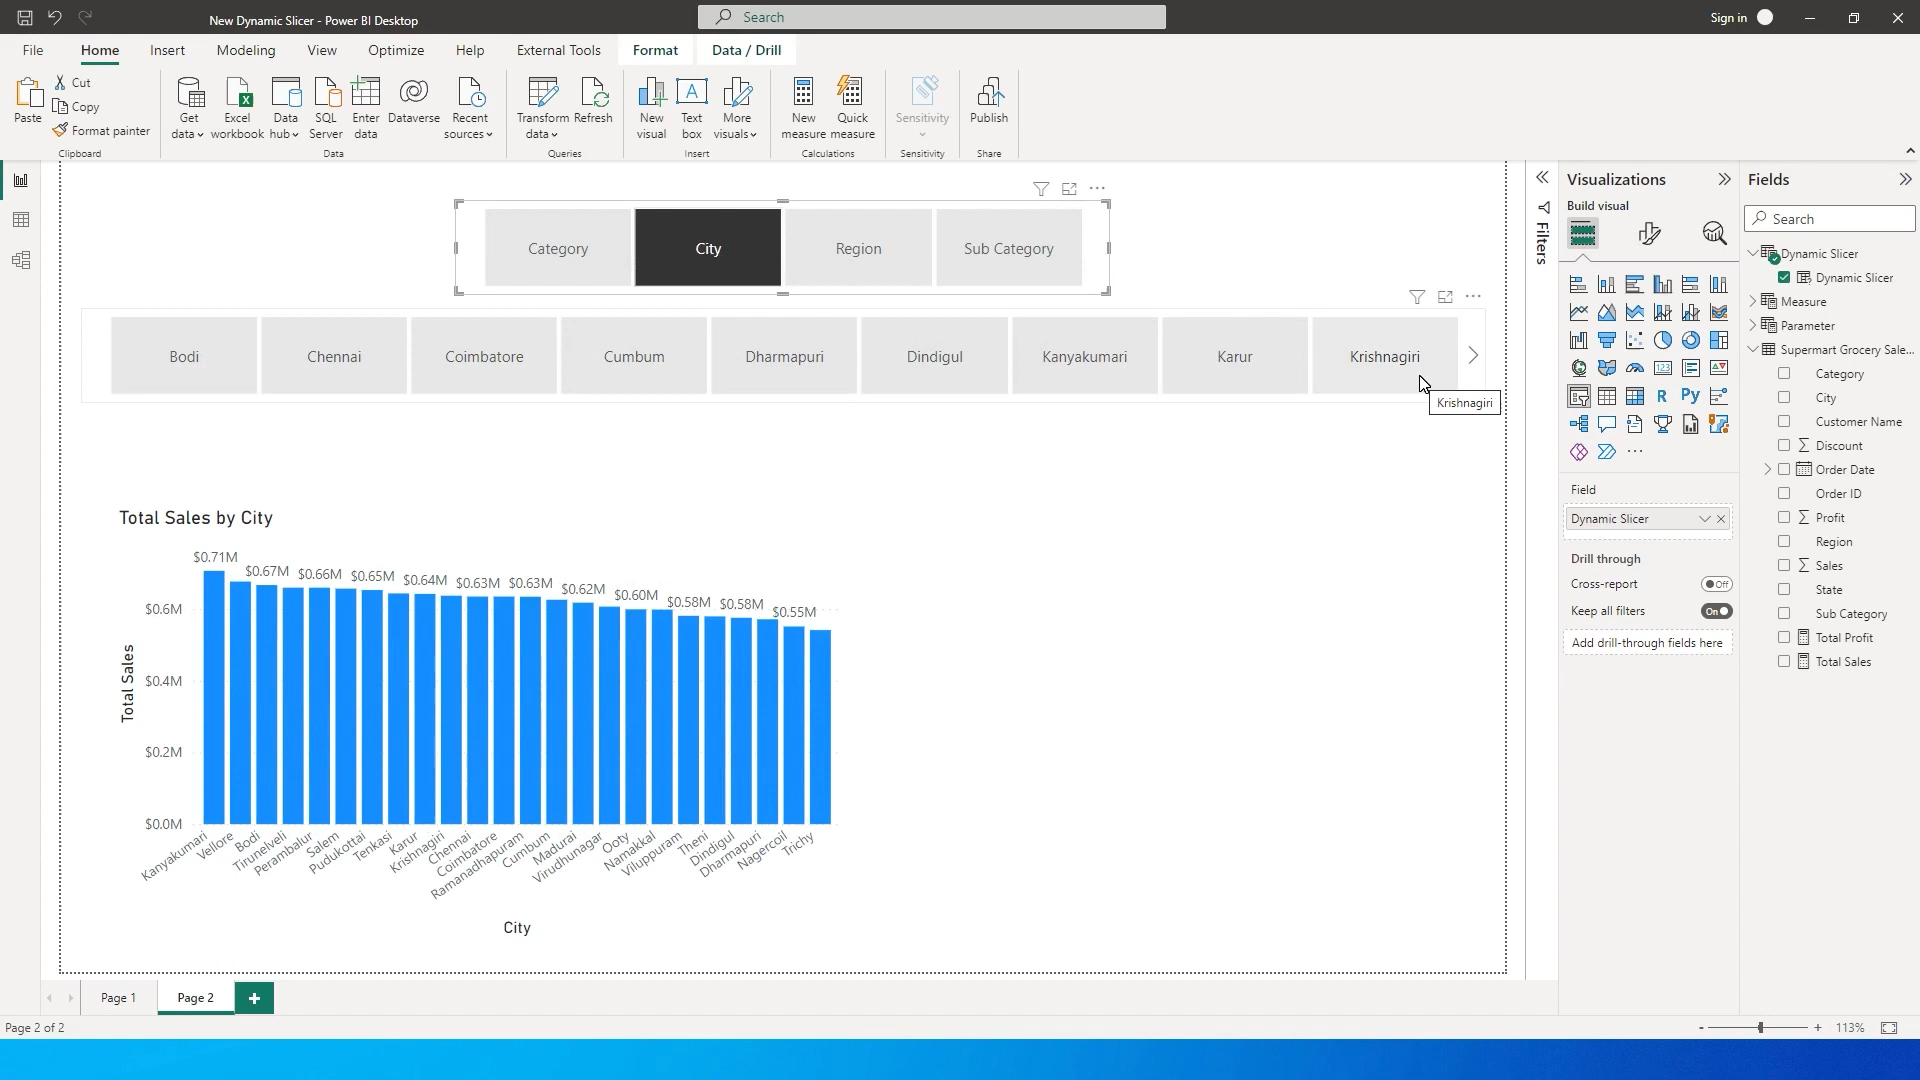 New Dynamic Slicer - Power BI Desktop
Search
Sign in
File
Home
Insert
Modeling
View
Optimize
Help
External Tools
Format
Data / Drill
Paste
Cut
Copy
Format painter
Clipboard
Get data
Excel workbook
Data hub
SQL Server
Enter data
Dataverse
Recent sources
Data
Transform data
Refresh
Queries
New visual
Text box
More visuals
Insert
New measure
Quick measure
Calculations
Sensitivity
Sensitivity
Publish
Share
Category
City
Region
Sub Category
Bodi
Chennai
Coimbatore
Cumbum
Dharmapuri
Dindigul
Kanyakumari
Karur
Krishnagiri
Krishnagiri
Total Sales by City
$0.71M
$0.67M
$0.66M
$0.65M
$0.64M
$0.63M
$0.63M
$0.62M
$0.60M
$0.58M
$0.58M
$0.55M
Total Sales
$0.6M
$0.4M
$0.2M
$0.0M
Kanyakumari
Vellore
Bodi
Tirunelveli
Perambalur
Salem
Pudukottai
Tenkasi
Karur
Krishnagiri
Chennai
Coimbatore
Ramanadhapuram
Cumbum
Madurai
Virudhunagar
Ooty
Namakkal
Viluppuram
Theni
Dindigul
Dharmapuri
Nagercoil
Trichy
City
Filters
Visualizations
Build visual
R
Py
123
Field
Dynamic Slicer
Drill through
Cross-report
Off
Keep all filters
On
Add drill-through fields here
Fields
Search
Dynamic Slicer
Dynamic Slicer
Measure
Parameter
Supermart Grocery Sale...
Category
City
Customer Name
Discount
Order Date
Order ID
Profit
Region
Sales
State
Sub Category
Total Profit
Total Sales
Page 1
Page 2
Page 2 of 2
- + 113%